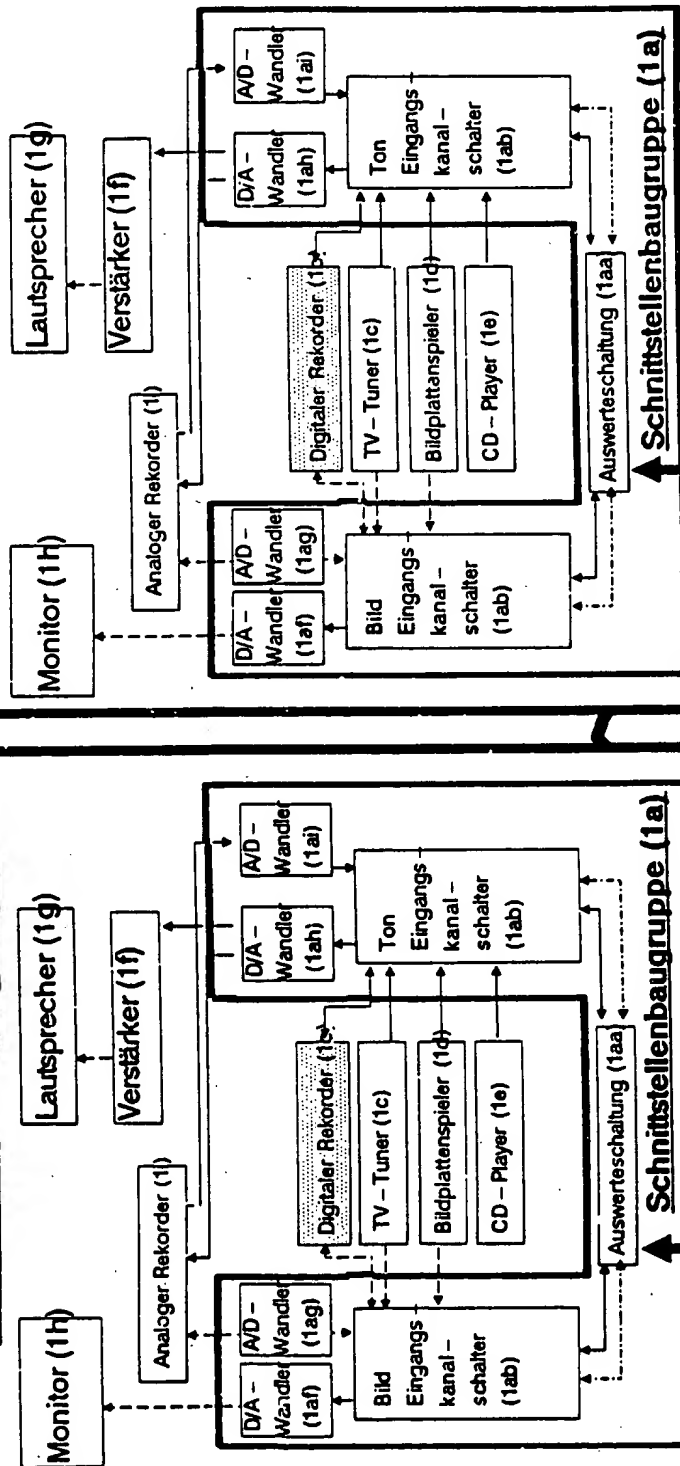 Monitor (1h)
Lautsprecher (1g)
Verstärker (1f)
Analoger Rekorder (1i)
D/A –
Wandler
(1af)
A/D –
Wandler
(1ag)
D/A –
Wandler
(1ah)
A/D –
Wandler
(1ai)
Digitaler Rekorder
TV – Tuner (1c)
Bildplattenspieler (1d)
CD – Player (1e)
Bild
Eingangs –
kanal –
schalter
(1ab)
Ton
Eingangs –
kanal –
schalter
(1ab)
Auswerteschaltung (1aa)
Schnittstellenbaugruppe (1a)
Monitor (1h)
Lautsprecher (1g)
Verstärker (1f)
Analoger Rekorder (1i)
D/A –
Wandler
(1af)
A/D –
Wandler
(1ag)
D/A –
Wandler
(1ah)
A/D –
Wandler
(1ai)
Digitaler Rekorder
TV – Tuner (1c)
Bildplattanspieler (1d)
CD – Player (1e)
Bild
Eingangs –
kanal –
schalter
(1ab)
Ton
Eingangs –
kanal –
schalter
(1ab)
Auswerteschaltung (1aa)
Schnittstellenbaugruppe (1a)